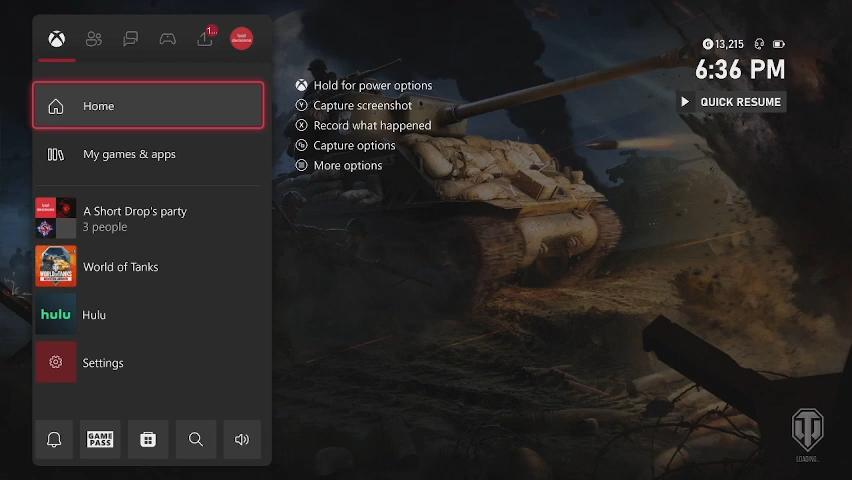 1...
Home
My games & apps
A Short Drop's party
3 people
World of Tanks
hulu
Hulu
Settings
GAME
PASS
Hold for power options
Y Capture screenshot
X Record what happened
Capture options
More options
G 13,215
6:36 PM
QUICK RESUME
LOADING..